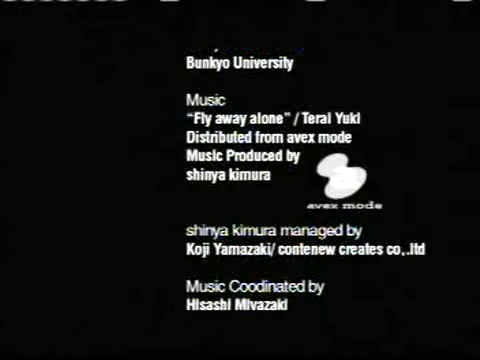 Bunkyo University
Music
“Fly away alone” / Terai Yuki
Distributed from avex mode
Music Produced by
shinya kimura
avex mode
shinya kimura managed by
Koji Yamazaki/ contenew creates co,.ltd
Music Coodinated by
Hisashi Miyazaki